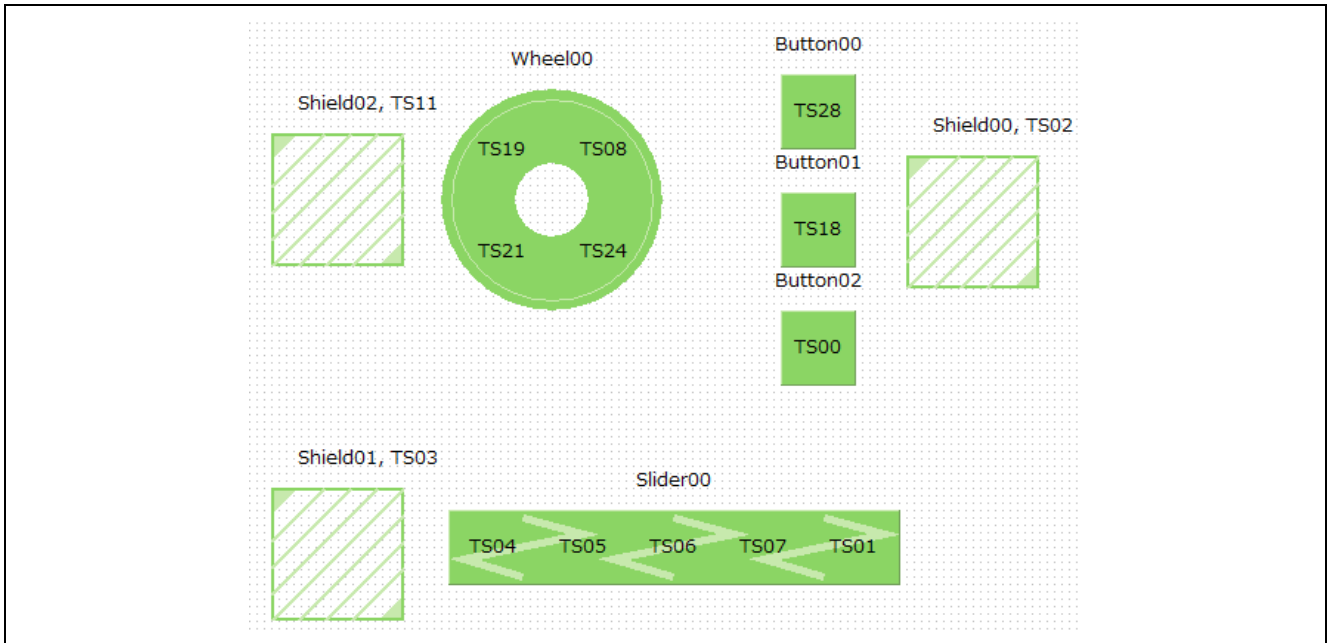 Wheel00
Shield02, TS11
TS19 TS08
TS21 TS24
Button00
TS28
Button01
TS18
Button02
TS00
Shield00, TS02
Shield01, TS03
Slider00
TS04 TS05 TS06 TS07 TS01